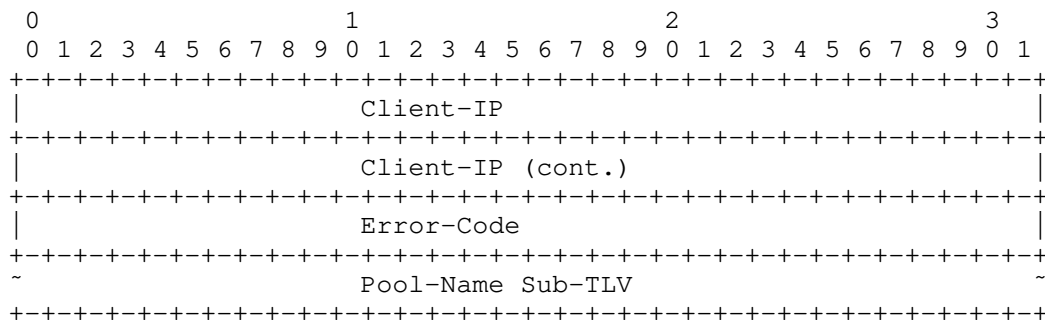 0                   1                   2                   3
 0 1 2 3 4 5 6 7 8 9 0 1 2 3 4 5 6 7 8 9 0 1 2 3 4 5 6 7 8 9 0 1
+-+-+-+-+-+-+-+-+-+-+-+-+-+-+-+-+-+-+-+-+-+-+-+-+-+-+-+-+-+-+-+-+
|                     Client-IP                                 |
+-+-+-+-+-+-+-+-+-+-+-+-+-+-+-+-+-+-+-+-+-+-+-+-+-+-+-+-+-+-+-+-+
|                     Client-IP (cont.)                         |
+-+-+-+-+-+-+-+-+-+-+-+-+-+-+-+-+-+-+-+-+-+-+-+-+-+-+-+-+-+-+-+-+
|                     Error-Code                                |
+-+-+-+-+-+-+-+-+-+-+-+-+-+-+-+-+-+-+-+-+-+-+-+-+-+-+-+-+-+-+-+-+
~                     Pool-Name Sub-TLV                         ~
+-+-+-+-+-+-+-+-+-+-+-+-+-+-+-+-+-+-+-+-+-+-+-+-+-+-+-+-+-+-+-+-+